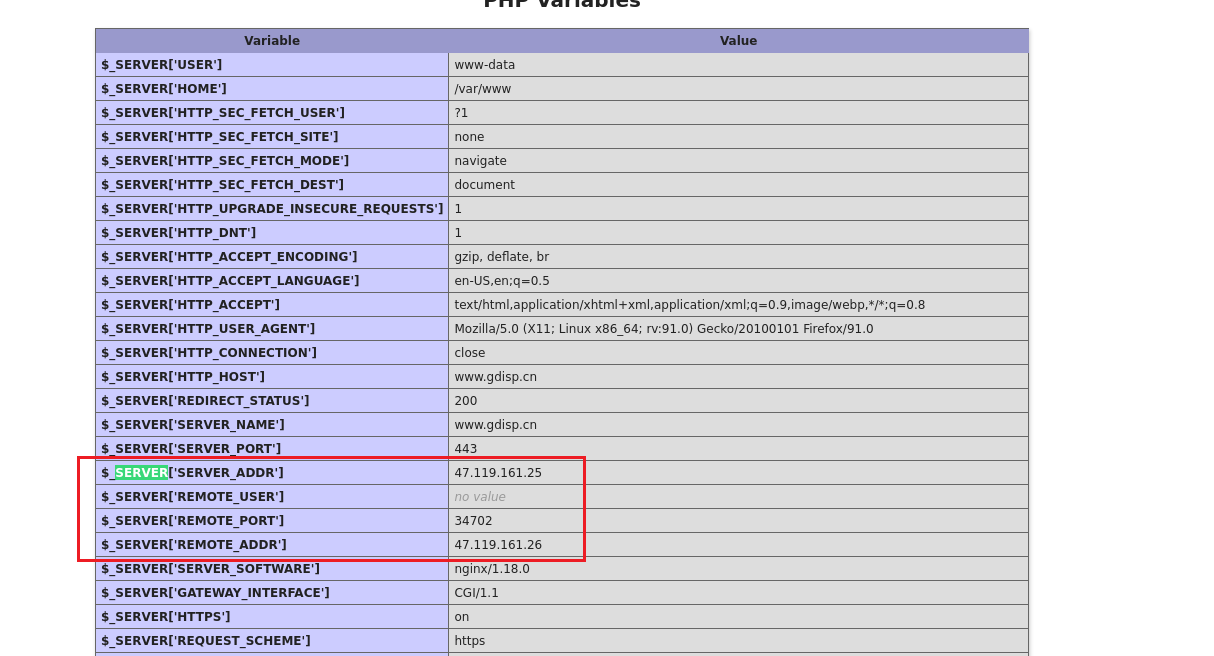 PHP Variables
Variable Value
$_SERVER['USER'] www-data
$_SERVER['HOME'] /var/www
$_SERVER['HTTP_SEC_FETCH_USER'] ?1
$_SERVER['HTTP_SEC_FETCH_SITE'] none
$_SERVER['HTTP_SEC_FETCH_MODE'] navigate
$_SERVER['HTTP_SEC_FETCH_DEST'] document
$_SERVER['HTTP_UPGRADE_INSECURE_REQUESTS'] 1
$_SERVER['HTTP_DNT'] 1
$_SERVER['HTTP_ACCEPT_ENCODING'] gzip, deflate, br
$_SERVER['HTTP_ACCEPT_LANGUAGE'] en-US,en;q=0.5
$_SERVER['HTTP_ACCEPT'] text/html,application/xhtml+xml,application/xml;q=0.9,image/webp,*/*;q=0.8
$_SERVER['HTTP_USER_AGENT'] Mozilla/5.0 (X11; Linux x86_64; rv:91.0) Gecko/20100101 Firefox/91.0
$_SERVER['HTTP_CONNECTION'] close
$_SERVER['HTTP_HOST'] www.gdisp.cn
$_SERVER['REDIRECT_STATUS'] 200
$_SERVER['SERVER_NAME'] www.gdisp.cn
$_SERVER['SERVER_PORT'] 443
$_SERVER['SERVER_ADDR'] 47.119.161.25
$_SERVER['REMOTE_USER'] no value
$_SERVER['REMOTE_PORT'] 34702
$_SERVER['REMOTE_ADDR'] 47.119.161.26
$_SERVER['SERVER_SOFTWARE'] nginx/1.18.0
$_SERVER['GATEWAY_INTERFACE'] CGI/1.1
$_SERVER['HTTPS'] on
$_SERVER['REQUEST_SCHEME'] https